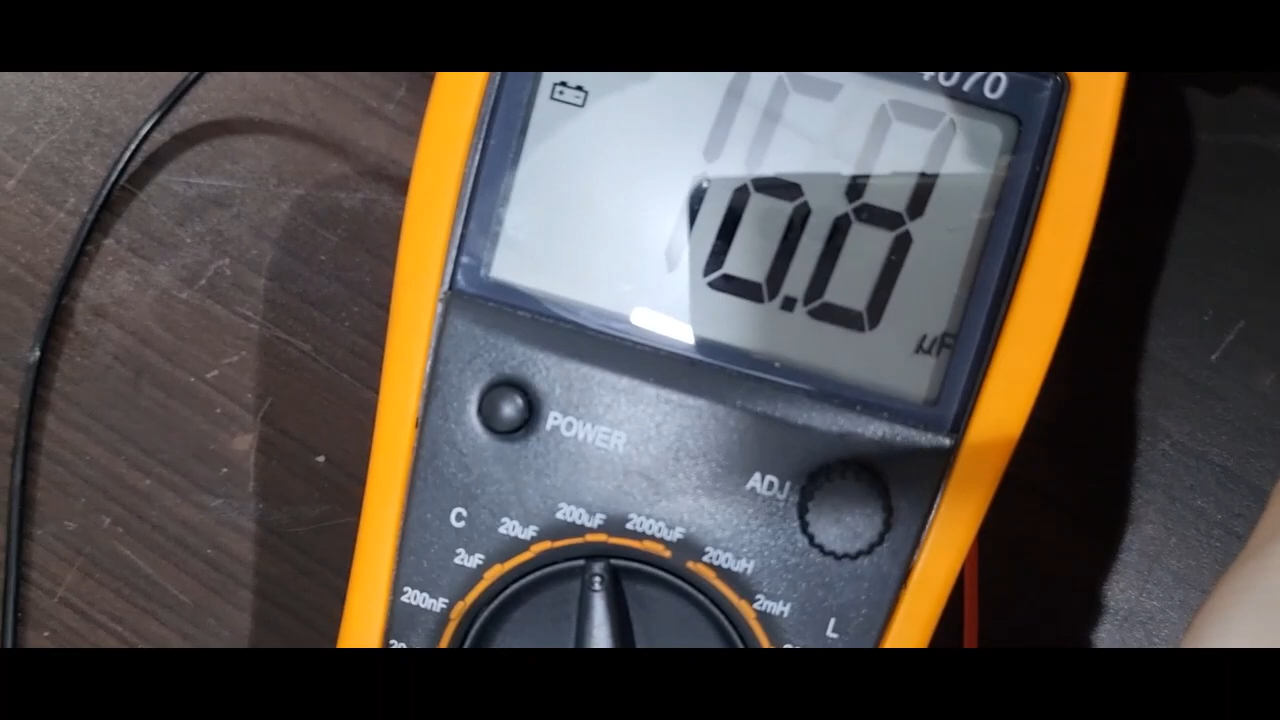 4070
10.8
µF
POWER
ADJ
C
20uF
200uF
2000uF
2uF
200uH
200nF
2mH
L